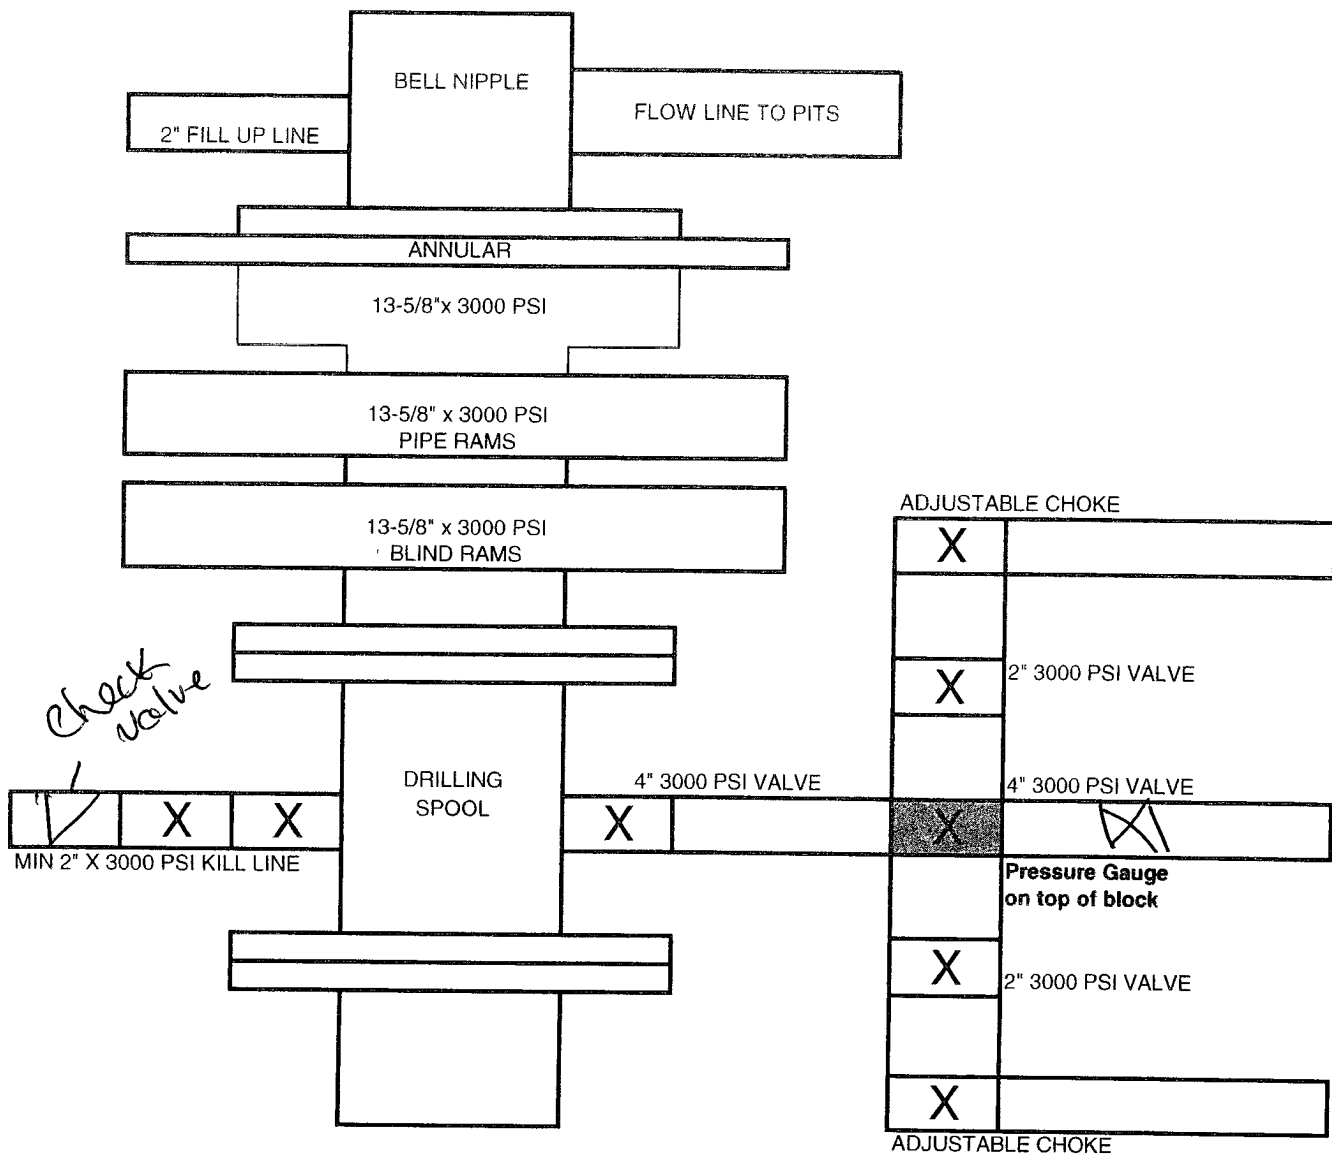 BELL NIPPLE
FLOW LINE TO PITS
2" FILL UP LINE
ANNULAR
13-5/8"x 3000 PSI
13-5/8" x 3000 PSI
PIPE RAMS
13-5/8" x 3000 PSI
BLIND RAMS
ADJUSTABLE CHOKE
X
2" 3000 PSI VALVE
X
check
valve
DRILLING
SPOOL
4" 3000 PSI VALVE
4" 3000 PSI VALVE
X X X X
MIN 2" X 3000 PSI KILL LINE
Pressure Gauge
on top of block
X
2" 3000 PSI VALVE
X
ADJUSTABLE CHOKE